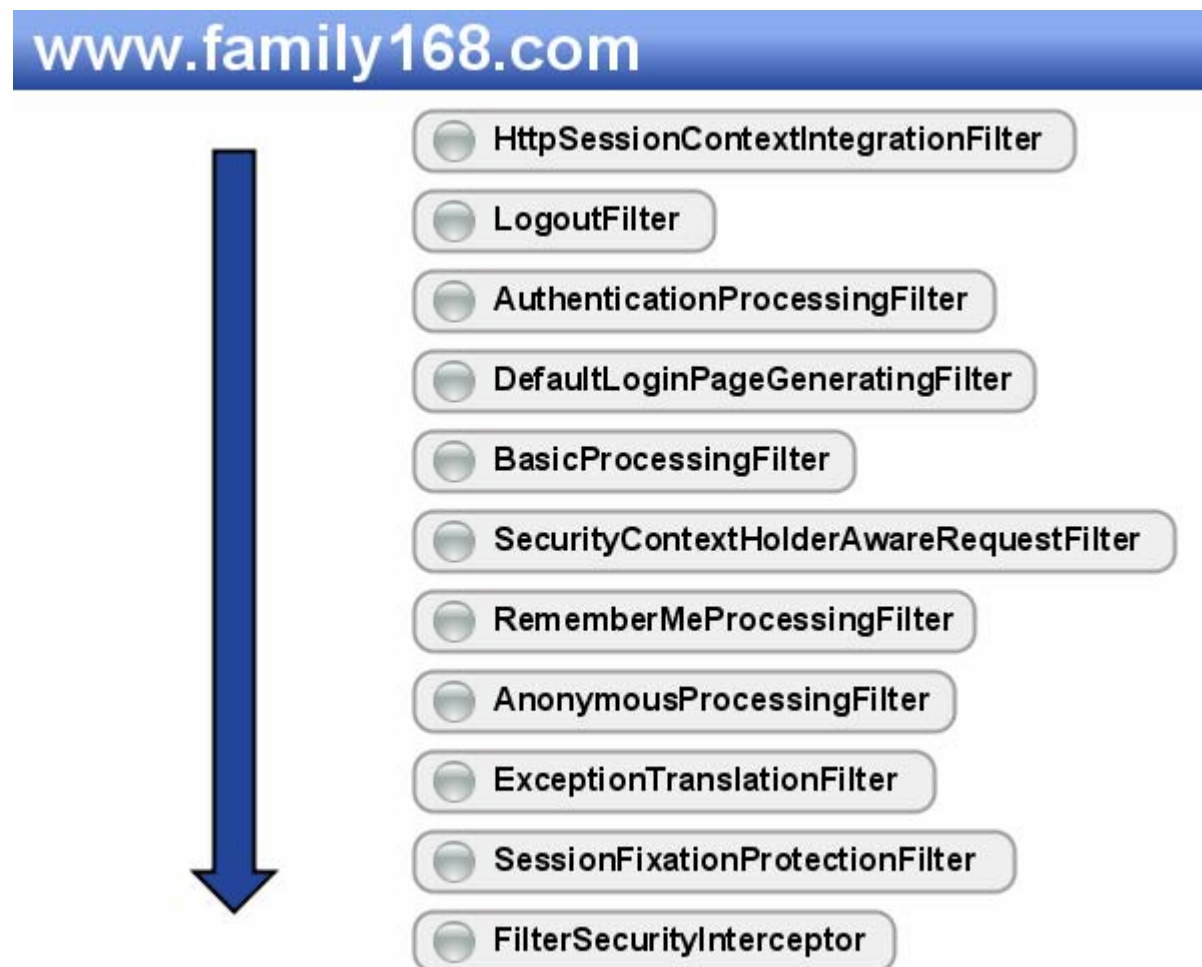 www.family168.com
HttpSessionContextIntegrationFilter
LogoutFilter
AuthenticationProcessingFilter
DefaultLoginPageGeneratingFilter
BasicProcessingFilter
SecurityContextHolderAwareRequestFilter
RememberMeProcessingFilter
AnonymousProcessingFilter
ExceptionTranslationFilter
SessionFixationProtectionFilter
FilterSecurityInterceptor